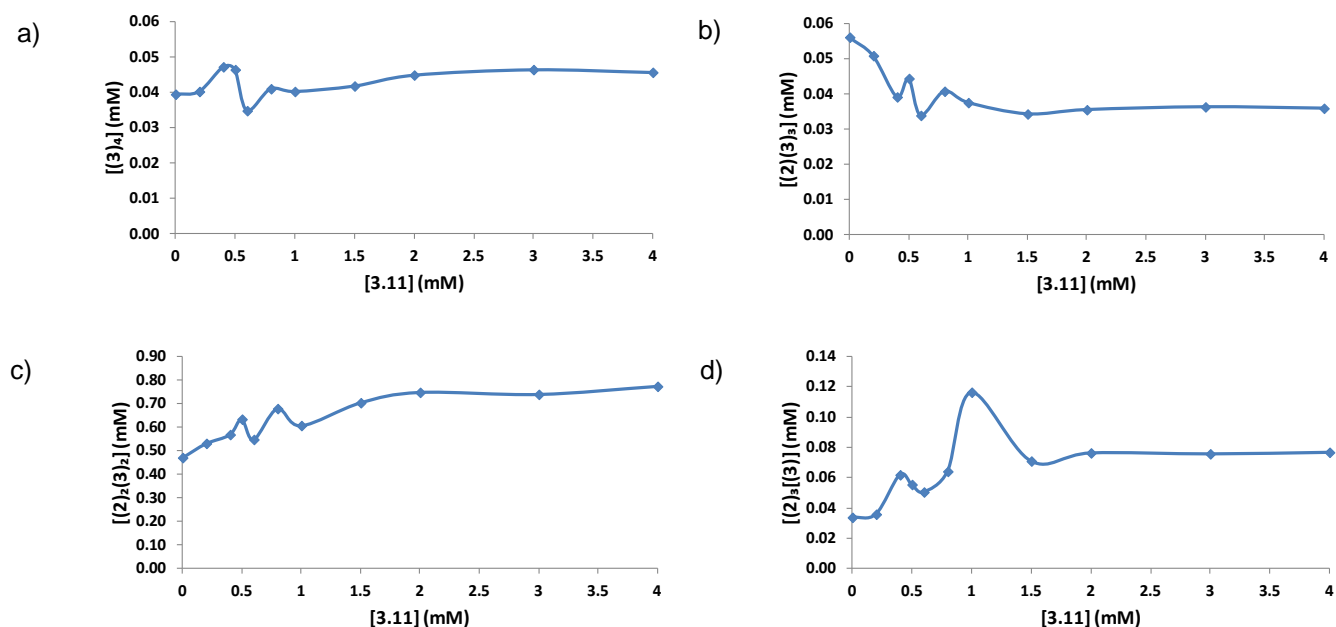 a)
[(3)₄] (mM)
0.06
0.05
0.04
0.03
0.02
0.01
0.00
0 0.5 1 1.5 2 2.5 3 3.5 4
[3.11] (mM)
b)
[(2)(3)₃] (mM)
0.06
0.05
0.04
0.03
0.02
0.01
0.00
0 0.5 1 1.5 2 2.5 3 3.5 4
[3.11] (mM)
c)
[(2)₂(3)₂] (mM)
0.90
0.80
0.70
0.60
0.50
0.40
0.30
0.20
0.10
0.00
0 0.5 1 1.5 2 2.5 3 3.5 4
[3.11] (mM)
d)
[(2)₃[(3)] (mM)
0.14
0.12
0.10
0.08
0.06
0.04
0.02
0.00
0 0.5 1 1.5 2 2.5 3 3.5 4
[3.11] (mM)